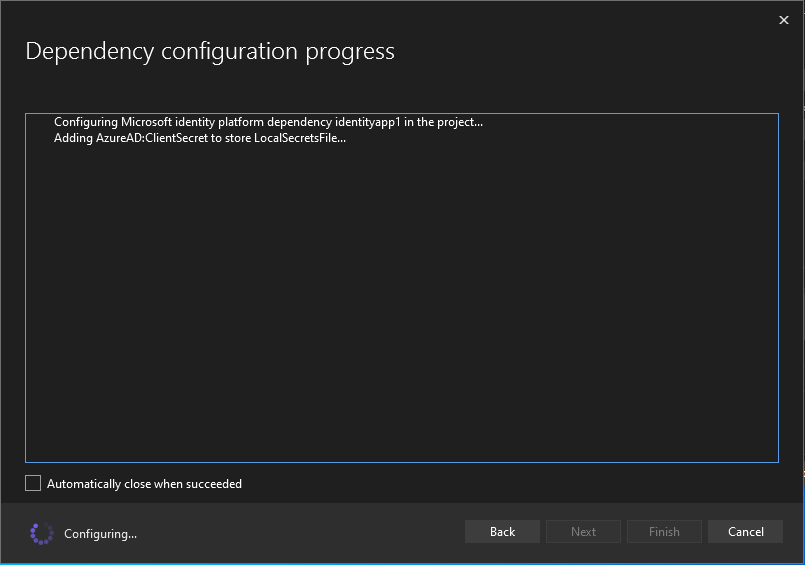 Dependency configuration progress
Configuring Microsoft identity platform dependency identityapp1 in the project...
Adding AzureAD:ClientSecret to store LocalSecretsFile...
Automatically close when succeeded
Configuring...
Back
Next
Finish
Cancel